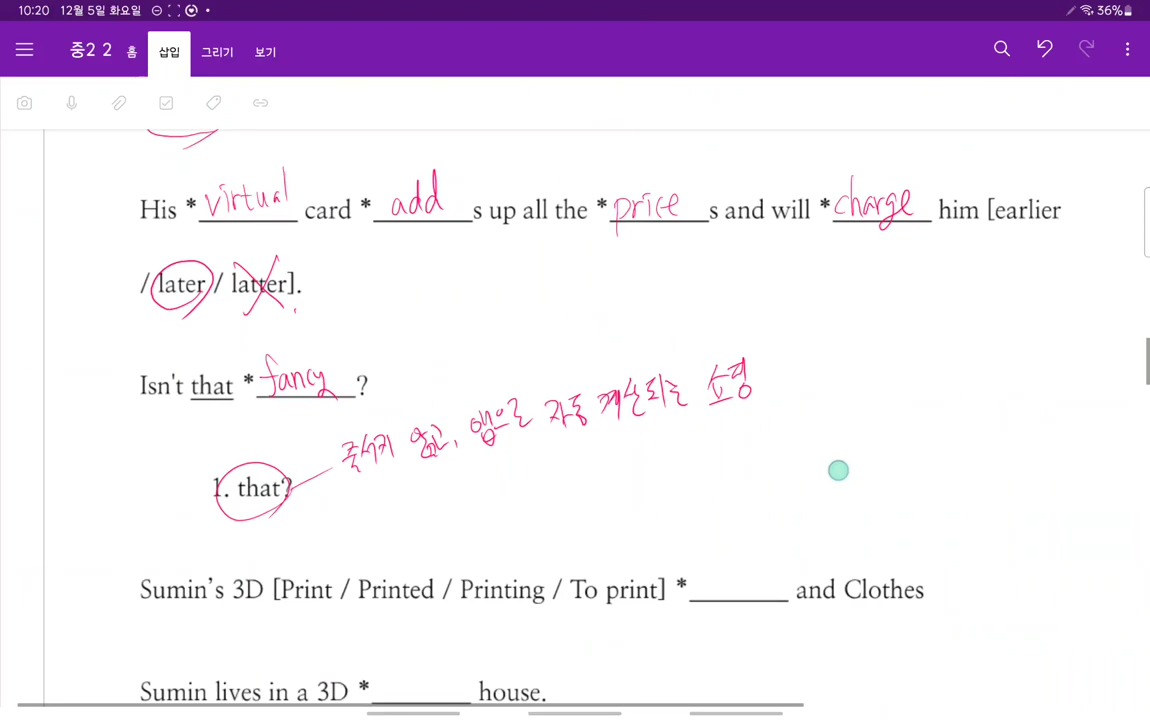 10:20 12월 5일 화요일 36%
중2 2 홈 삽입 그리기 보기
His *virtual card *adds up all the *prices and will *charge him [earlier
/ later / latter].
Isn't that *fancy?
줄서지 않고, 앱으로 자동 계산되는 쇼핑
1. that?
Sumin's 3D [Print / Printed / Printing / To print] *________ and Clothes
Sumin lives in a 3D *________ house.